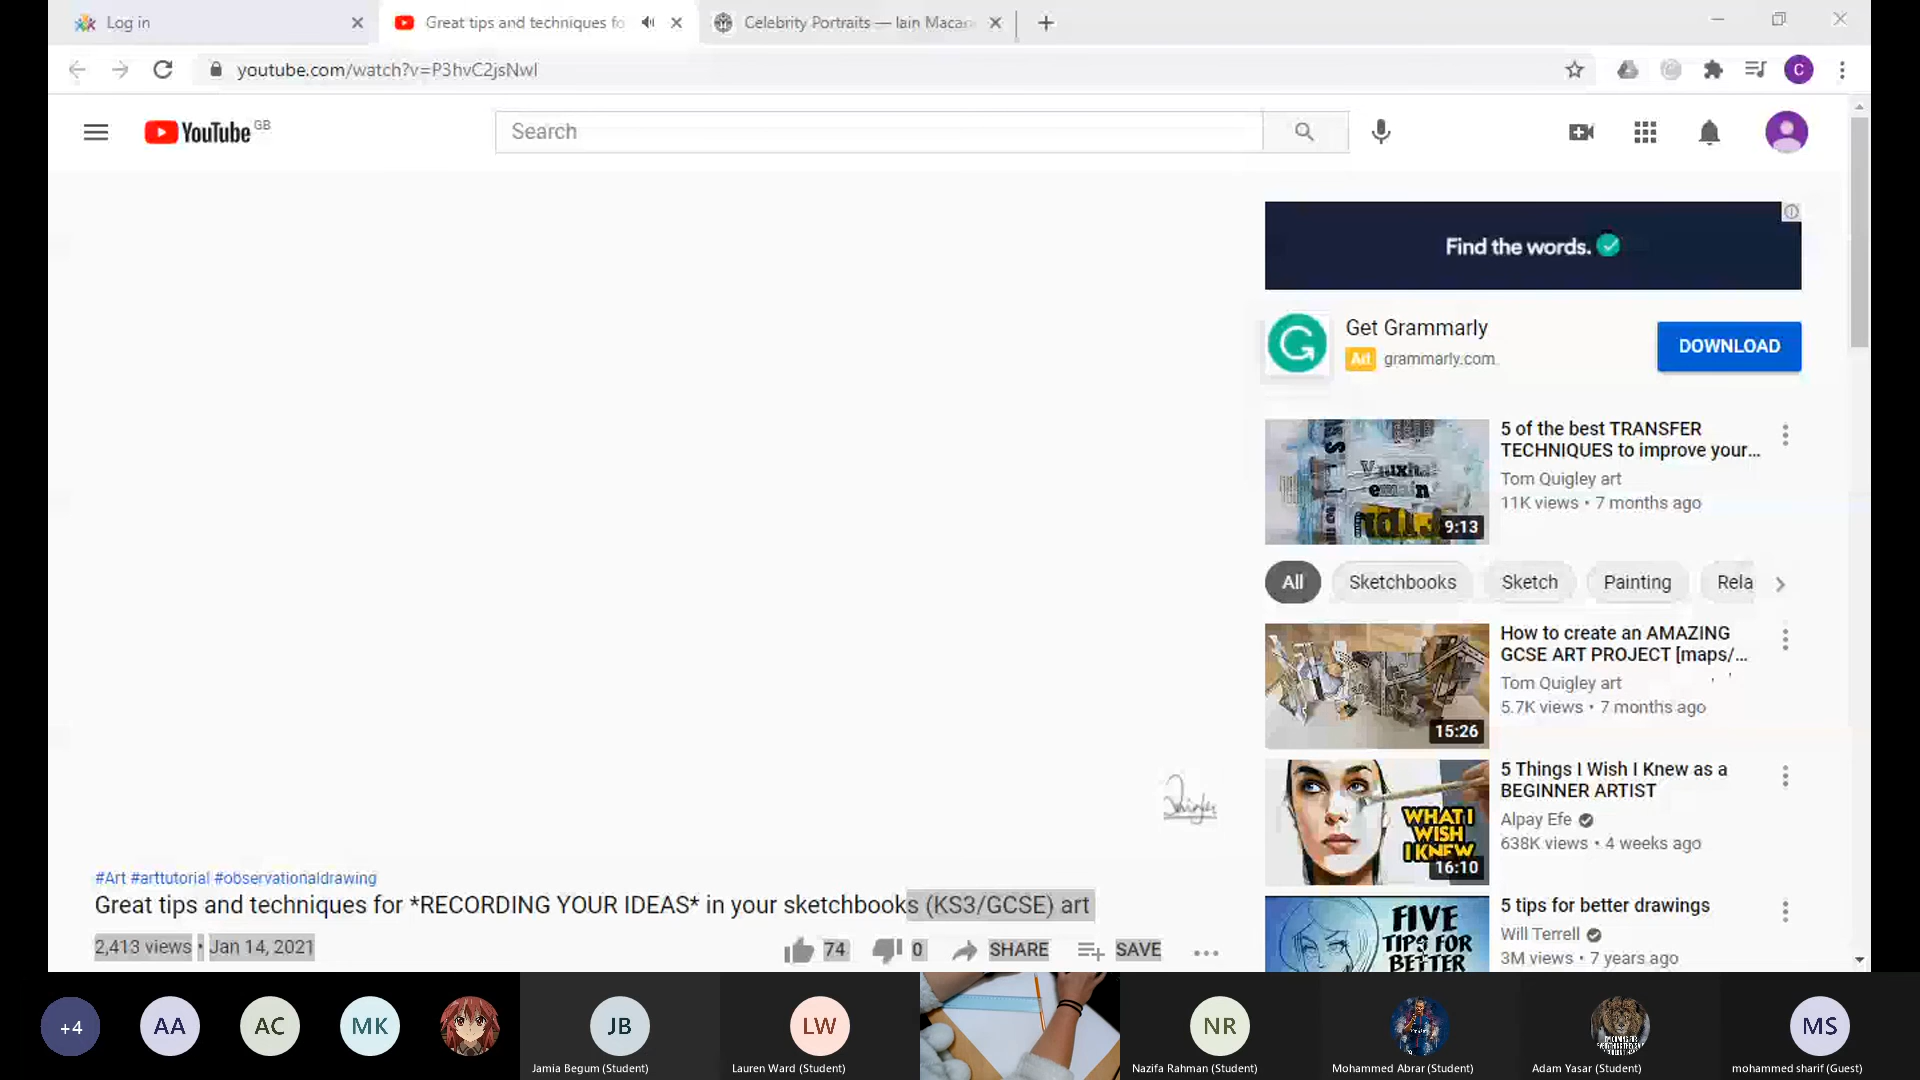 Log in
Great tips and techniques fo
Celebrity Portraits — Iain Macar
youtube.com/watch?v=P3hvC2jsNwI
C
YouTube GB
Search
Find the words.
Get Grammarly
Ad grammarly.com
DOWNLOAD
5 of the best TRANSFER
TECHNIQUES to improve your...
Tom Quigley art
11K views • 7 months ago
9:13
All
Sketchbooks
Sketch
Painting
Rela
How to create an AMAZING
GCSE ART PROJECT [maps/...
Tom Quigley art
5.7K views • 7 months ago
15:26
5 Things I Wish I Knew as a
BEGINNER ARTIST
Alpay Efe
638K views • 4 weeks ago
WHAT I
WISH
I KNEW
16:10
5 tips for better drawings
Will Terrell
3M views • 7 years ago
FIVE
TIPS FOR
BETTER
#Art #arttutorial #observationaldrawing
Great tips and techniques for *RECORDING YOUR IDEAS* in your sketchbooks (KS3/GCSE) art
2,413 views • Jan 14, 2021
74
0
SHARE
SAVE
+4
AA
AC
MK
JB
LW
NR
MS
Jamia Begum (Student)
Lauren Ward (Student)
Nazifa Rahman (Student)
Mohammed Abrar (Student)
Adam Yasar (Student)
mohammed sharif (Guest)